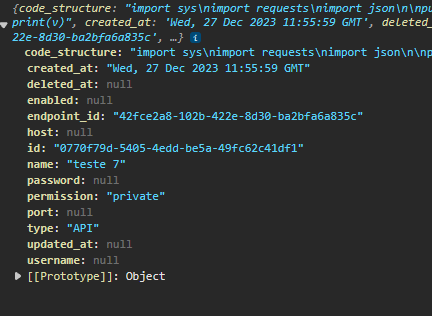 {code_structure: "import sys\nimport requests\nimport json\n\npu
print(v)", created_at: 'Wed, 27 Dec 2023 11:55:59 GMT', deleted_
22e-8d30-ba2bfa6a835c', …} i
code_structure: "import sys\nimport requests\nimport json\n\np
created_at: "Wed, 27 Dec 2023 11:55:59 GMT"
deleted_at: null
enabled: null
endpoint_id: "42fce2a8-102b-422e-8d30-ba2bfa6a835c"
host: null
id: "0770f79d-5405-4edd-be5a-49fc62c41df1"
name: "teste 7"
password: null
permission: "private"
port: null
type: "API"
updated_at: null
username: null
[[Prototype]]: Object